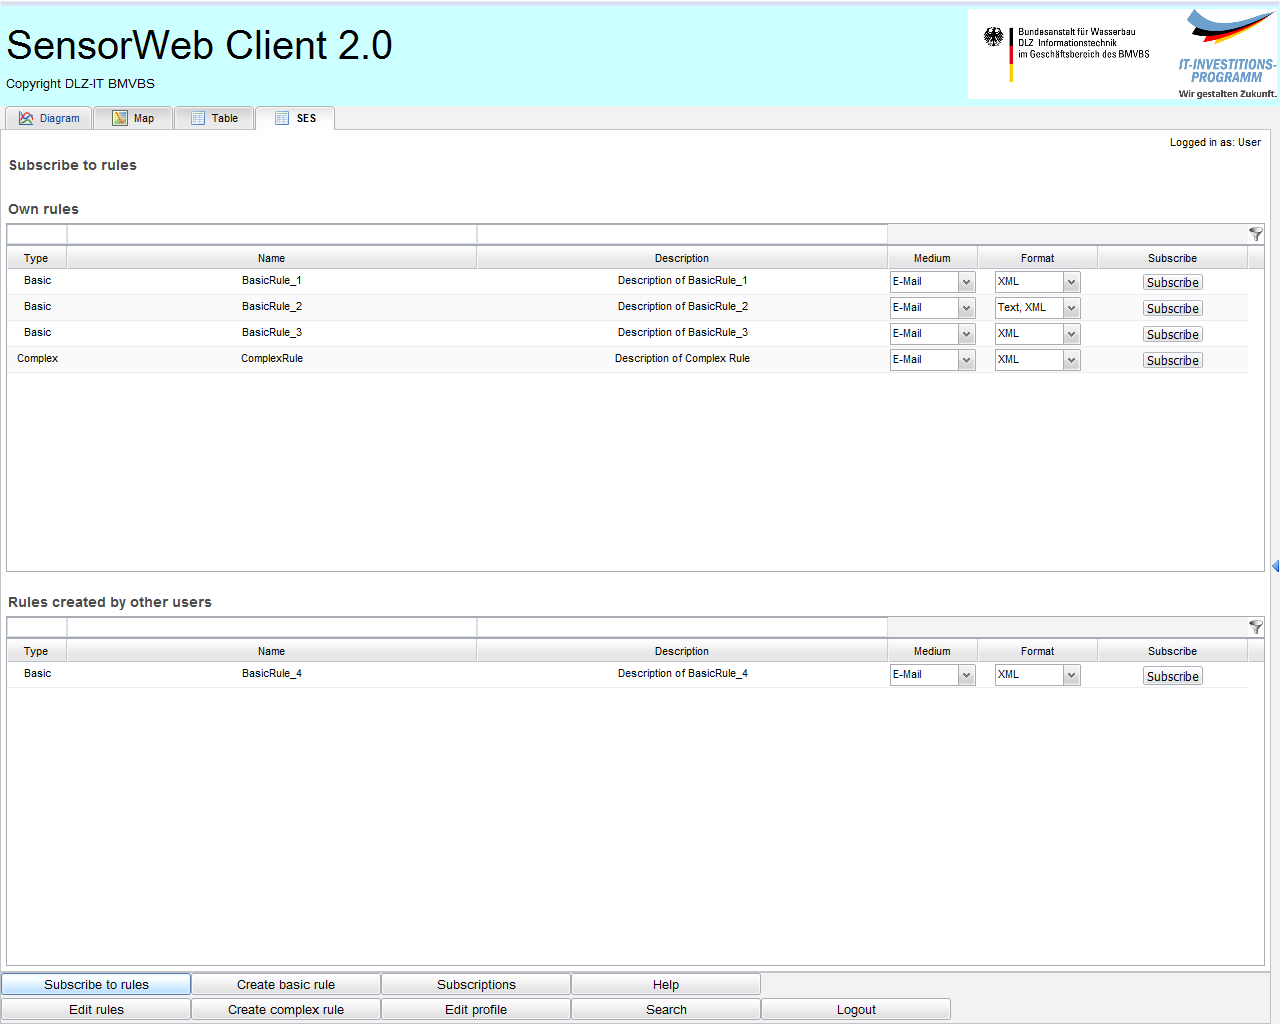 SensorWeb Client 2.0
Copyright DLZ-IT BMVBS
Bundesanstalt für Wasserbau
DLZ Informationstechnik
im Geschäftsbereich des BMVBS
IT-INVESTITIONS-
PROGRAMM
Wir gestalten Zukunft.
Diagram Map Table SES
Logged in as: User
Subscribe to rules
Own rules
Type Name Description Medium Format Subscribe
Basic BasicRule_1 Description of BasicRule_1 E-Mail XML Subscribe
Basic BasicRule_2 Description of BasicRule_2 E-Mail Text, XML Subscribe
Basic BasicRule_3 Description of BasicRule_3 E-Mail XML Subscribe
Complex ComplexRule Description of Complex Rule E-Mail XML Subscribe
Rules created by other users
Type Name Description Medium Format Subscribe
Basic BasicRule_4 Description of BasicRule_4 E-Mail XML Subscribe
Subscribe to rules Create basic rule Subscriptions Help
Edit rules Create complex rule Edit profile Search Logout